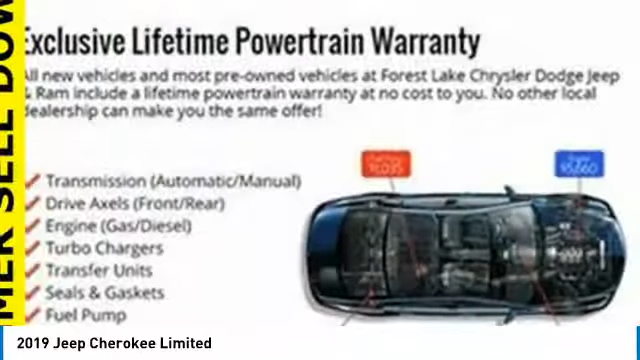 Exclusive Lifetime Powertrain Warranty
All new vehicles and most pre-owned vehicles at Forest Lake Chrysler Dodge Jeep
& Ram include a lifetime powertrain warranty at no cost to you. No other local
dealership can make you the same offer!
Transmission (Automatic/Manual)
Drive Axels (Front/Rear)
Engine (Gas/Diesel)
Turbo Chargers
Transfer Units
Seals & Gaskets
Fuel Pump
MER SELL DOW
2019 Jeep Cherokee Limited